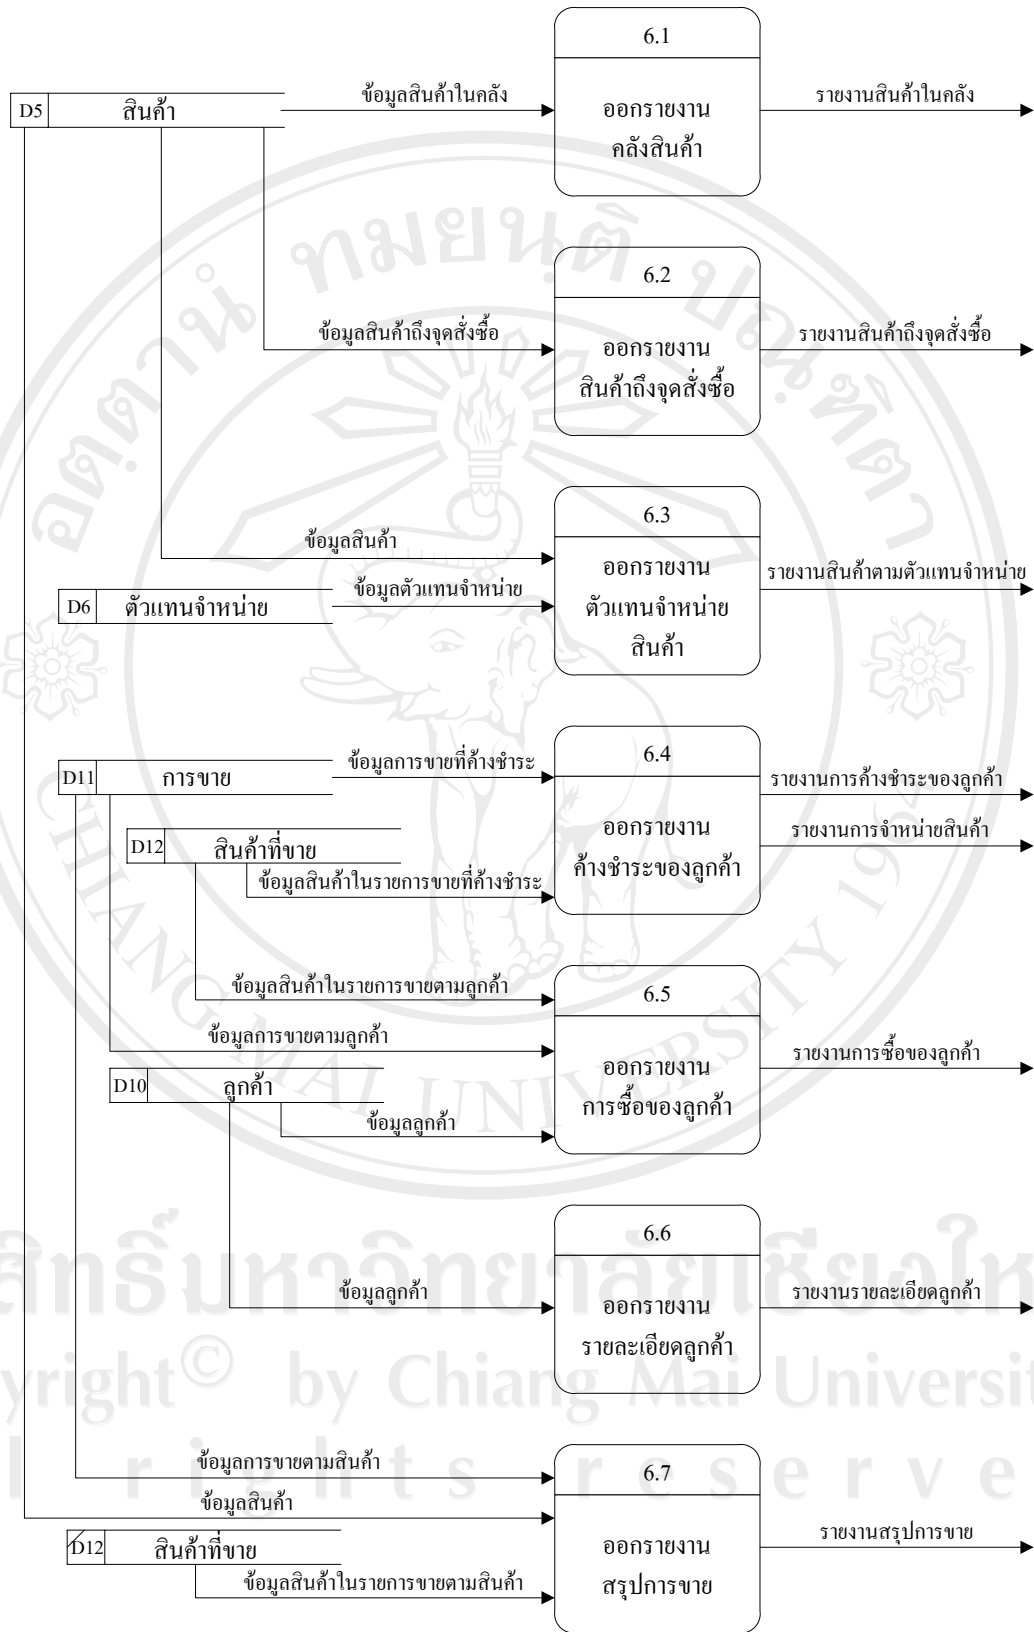 6.1
ข้อมูลสินค้าในคลัง
รายงานสินค้าในคลัง
D5 สินค้า
ออกรายงาน
คลังสินค้า
6.2
ข้อมูลสินค้าถึงจุดสั่งซื้อ
รายงานสินค้าถึงจุดสั่งซื้อ
ออกรายงาน
สินค้าถึงจุดสั่งซื้อ
6.3
ข้อมูลสินค้า
ออกรายงาน
ตัวแทนจำหน่าย
สินค้า
รายงานสินค้าตามตัวแทนจำหน่าย
ข้อมูลตัวแทนจำหน่าย
D6 ตัวแทนจำหน่าย
6.4
ข้อมูลการขายที่ค้างชำระ
D11 การขาย
รายงานการค้างชำระของลูกค้า
ออกรายงาน
ค้างชำระของลูกค้า
รายงานการจำหน่ายสินค้า
D12 สินค้าที่ขาย
ข้อมูลสินค้าในรายการขายที่ค้างชำระ
ข้อมูลสินค้าในรายการขายตามลูกค้า
6.5
ข้อมูลการขายตามลูกค้า
รายงานการซื้อของลูกค้า
ออกรายงาน
การซื้อของลูกค้า
D10 ลูกค้า
ข้อมูลลูกค้า
6.6
ข้อมูลลูกค้า
รายงานรายละเอียดลูกค้า
ออกรายงาน
รายละเอียดลูกค้า
ข้อมูลการขายตามสินค้า
6.7
ข้อมูลสินค้า
รายงานสรุปการขาย
D12 สินค้าที่ขาย
ออกรายงาน
สรุปการขาย
ข้อมูลสินค้าในรายการขายตามสินค้า
อตฺตานํ ทมยนฺติ ปณฺฑิตา
CHIANG MAI UNIVERSITY 1964
สิทธิ์มหาวิทยาลัยเชียงให
yright© by Chiang Mai Universit
l rights reserve